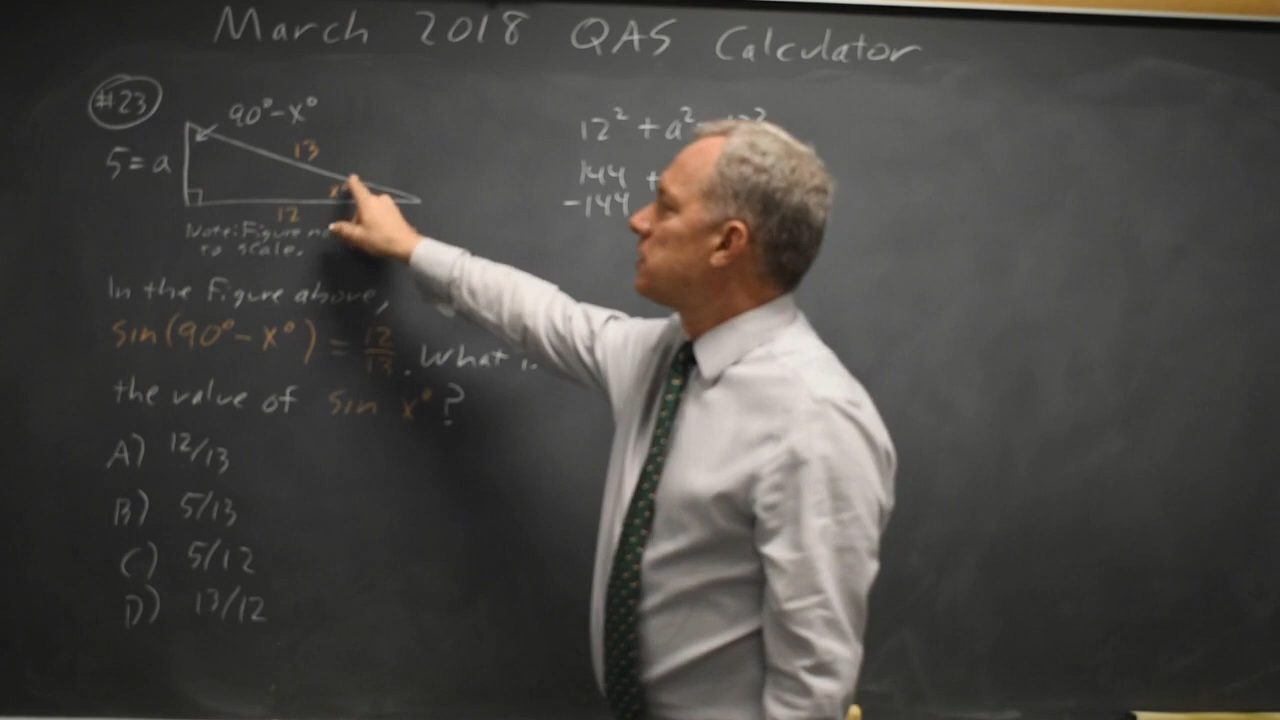 March 2018 QAS Calculator
#23
90°-x°
13
5=a
12
Note: Figure
to scale.
In the Figure above,
sin(90°-x°) = 12/13. What
the value of sin x°?
A) 12/13
B) 5/13
C) 5/12
D) 13/12
12² + a²
144 +
-144